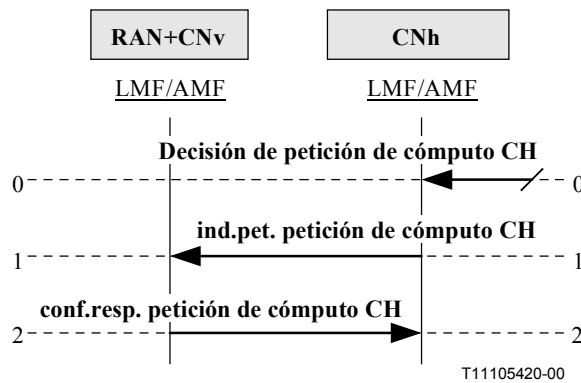 RAN+CNv
CNh
LMF/AMF
LMF/AMF
Decisión de petición de cómputo CH
0
0
ind.pet. petición de cómputo CH
1
1
conf.resp. petición de cómputo CH
2
2
T11105420-00